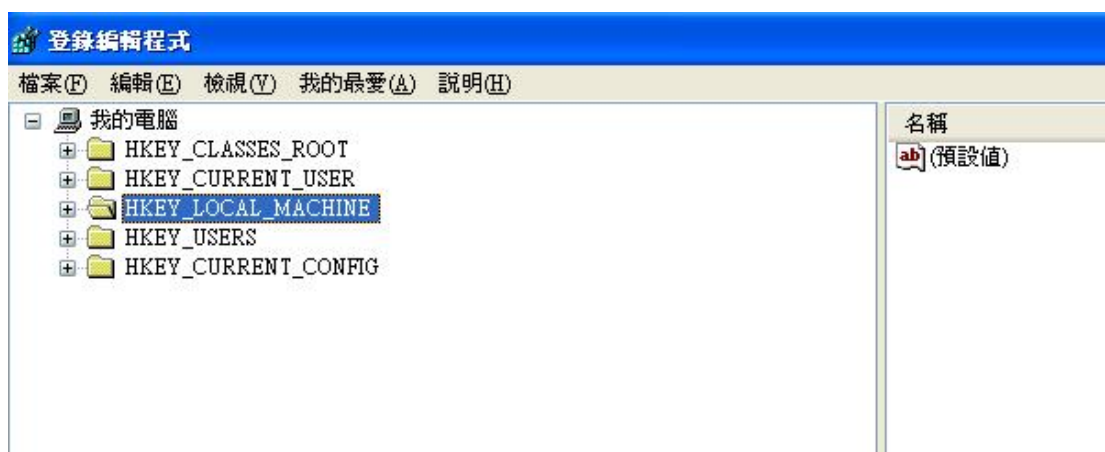 登錄編輯程式
檔案(F) 編輯(E) 檢視(V) 我的最愛(A) 說明(H)
我的電腦
HKEY_CLASSES_ROOT
HKEY_CURRENT_USER
HKEY_LOCAL_MACHINE
HKEY_USERS
HKEY_CURRENT_CONFIG
名稱
ab (預設值)